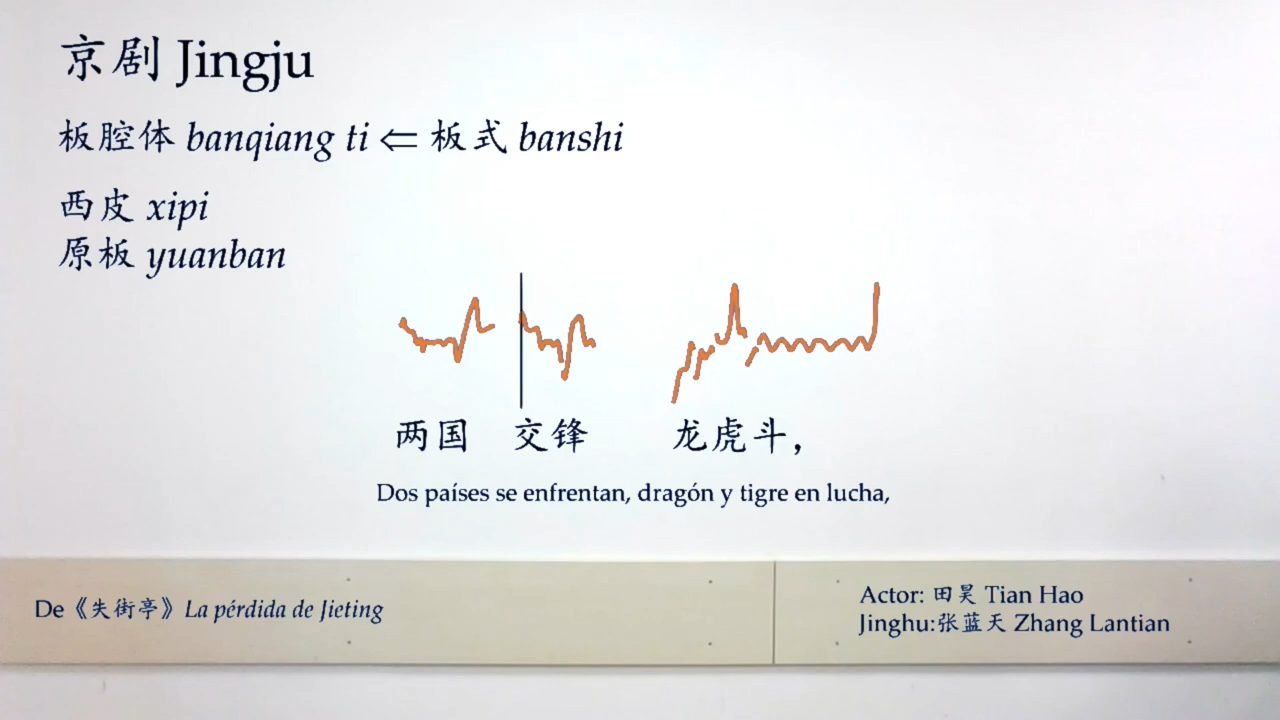 京剧 Jingju
板腔体 banqiang ti ⇐ 板式 banshi
西皮 xipi
原板 yuanban
两国 交锋 龙虎斗，
Dos países se enfrentan, dragón y tigre en lucha,
De《失街亭》La pérdida de Jieting
Actor: 田昊 Tian Hao
Jinghu:张蓝天 Zhang Lantian